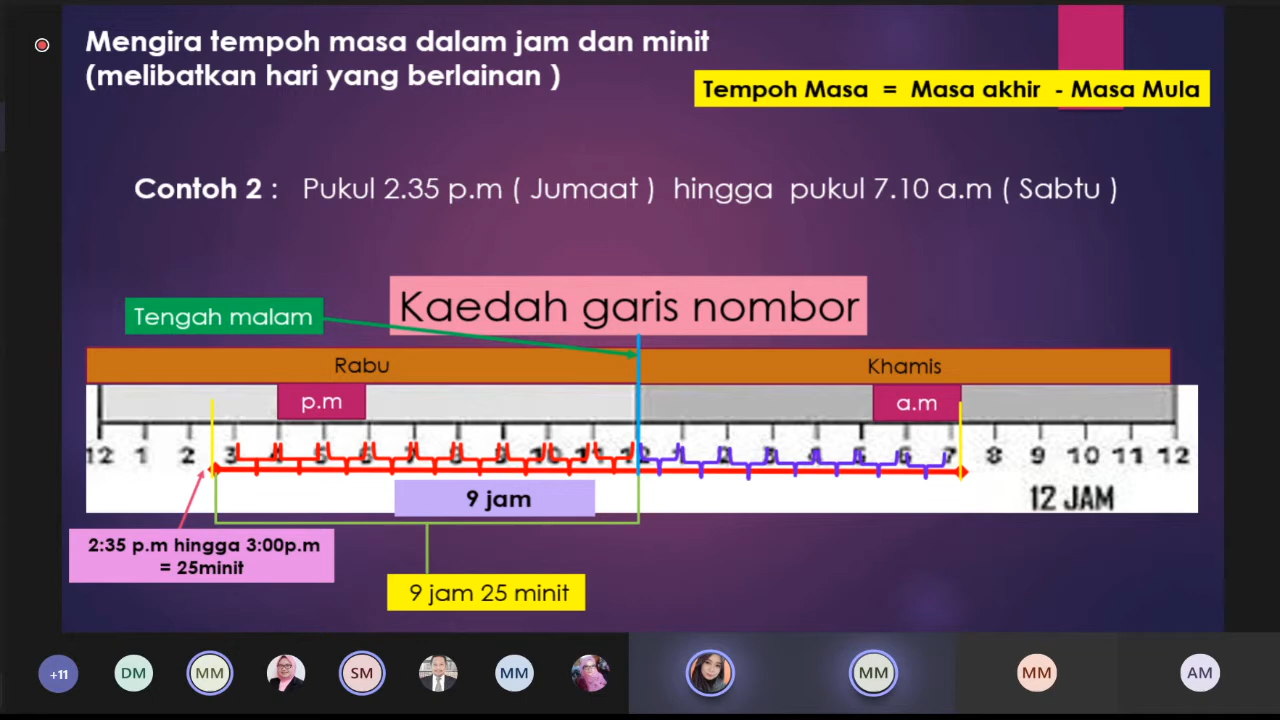 Mengira tempoh masa dalam jam dan minit
(melibatkan hari yang berlainan )
Tempoh Masa = Masa akhir - Masa Mula
Contoh 2 : Pukul 2.35 p.m ( Jumaat ) hingga pukul 7.10 a.m ( Sabtu )
Kaedah garis nombor
Tengah malam
Rabu Khamis
p.m a.m
12 1 2 3 4 5 6 7 8 9 10 11 12 2 3 4 5 6 7 8 9 10 11 12
9 jam
12 JAM
2:35 p.m hingga 3:00p.m
= 25minit
9 jam 25 minit
+11 DM MM SM MM MM MM AM